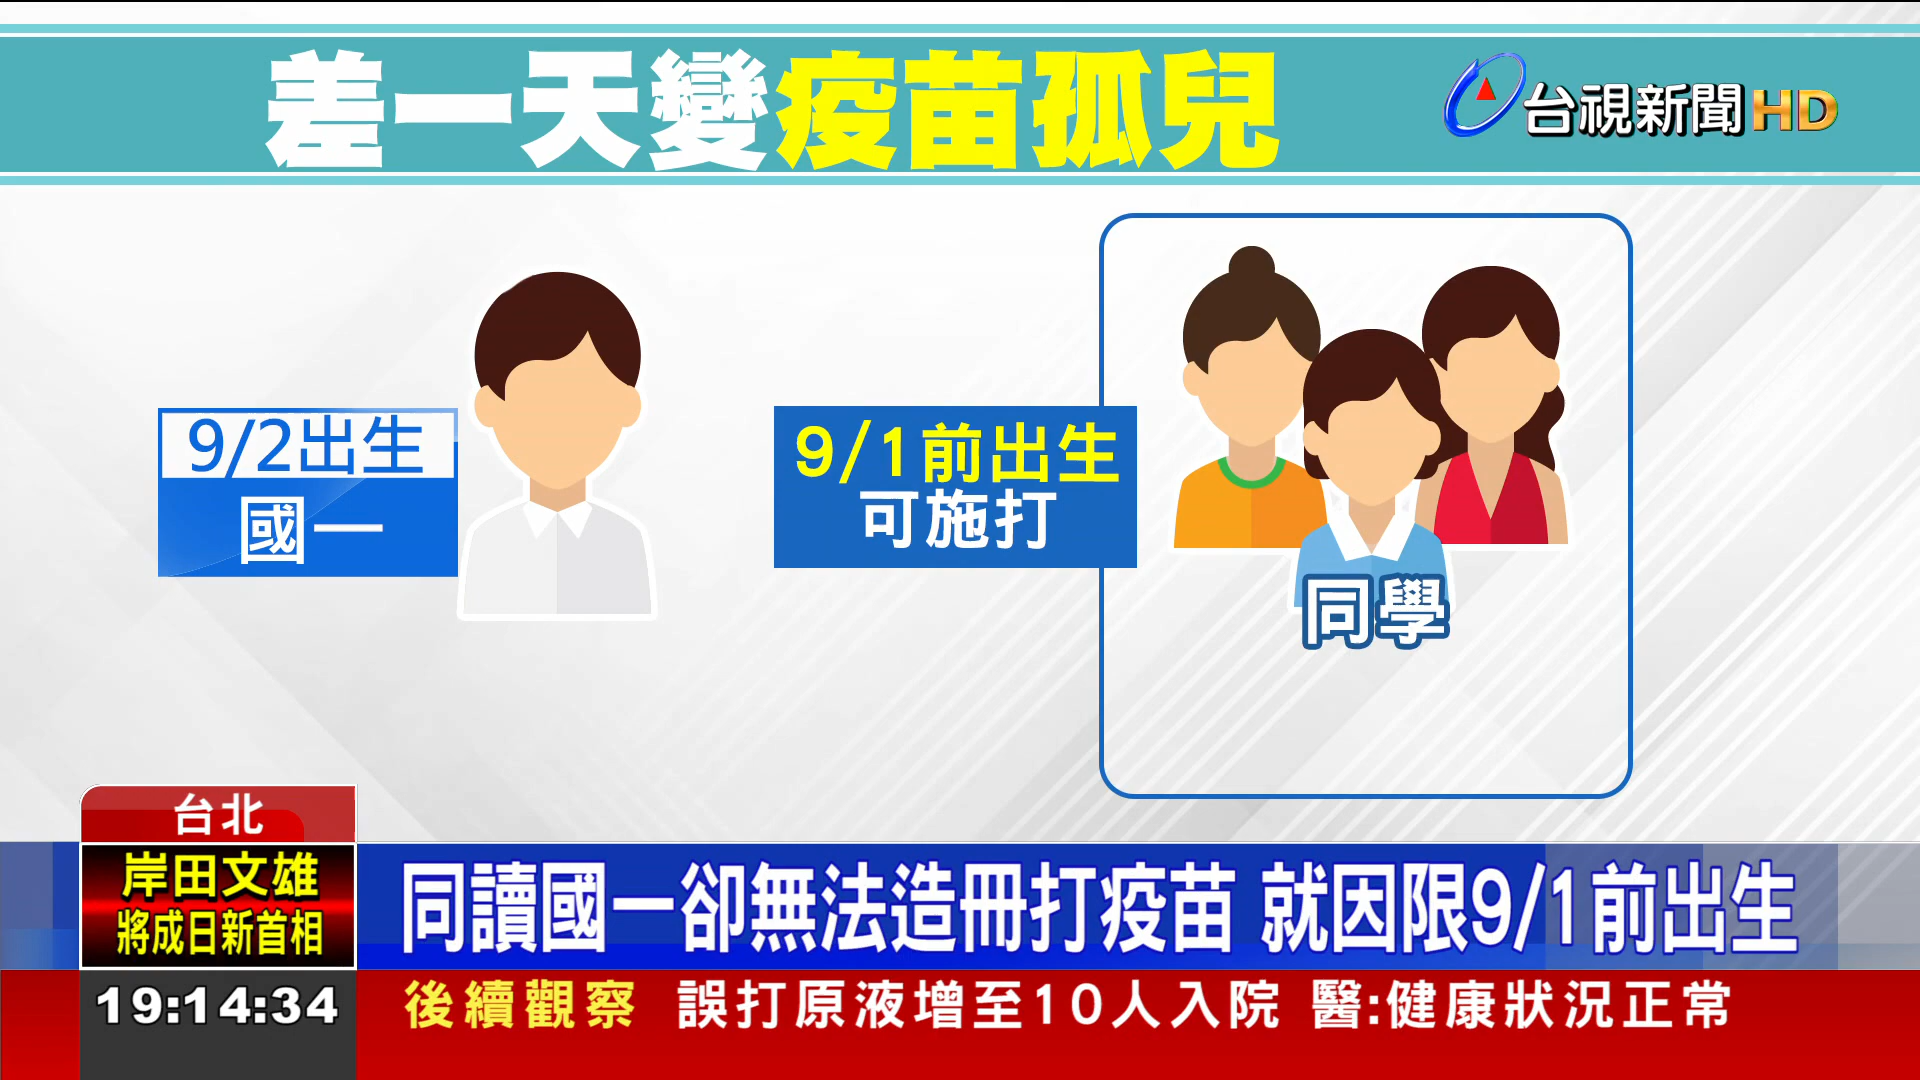 差一天變疫苗孤兒
台視新聞HD
9/2出生
國一
9/1前出生
可施打
同學
台北
岸田文雄
將成日新首相
同讀國一卻無法造冊打疫苗 就因限9/1前出生
19:14:34
後續觀察 誤打原液增至10人入院 醫:健康狀況正常